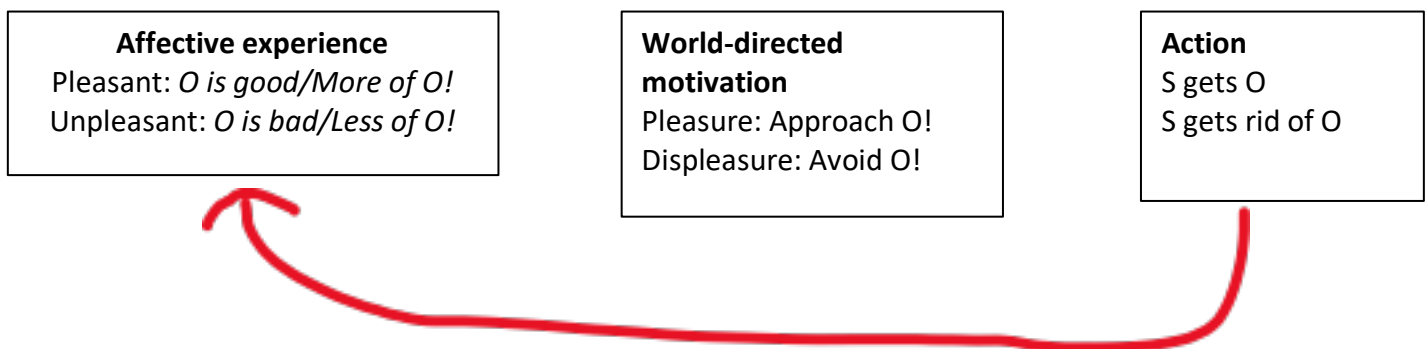 Affective experience
Pleasant: O is good/More of O!
Unpleasant: O is bad/Less of O!
World-directed
motivation
Pleasure: Approach O!
Displeasure: Avoid O!
Action
S gets O
S gets rid of O